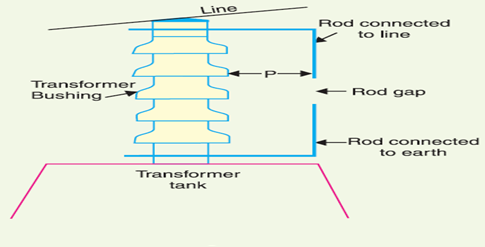 Line
Rod connected
to line
P
Transformer
Bushing
Rod gap
Rod connected
to earth
Transformer
tank